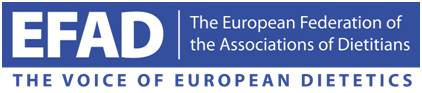 EFAD
The European Federation of
the Associations of Dietitians
THE VOICE OF EUROPEAN DIETETICS